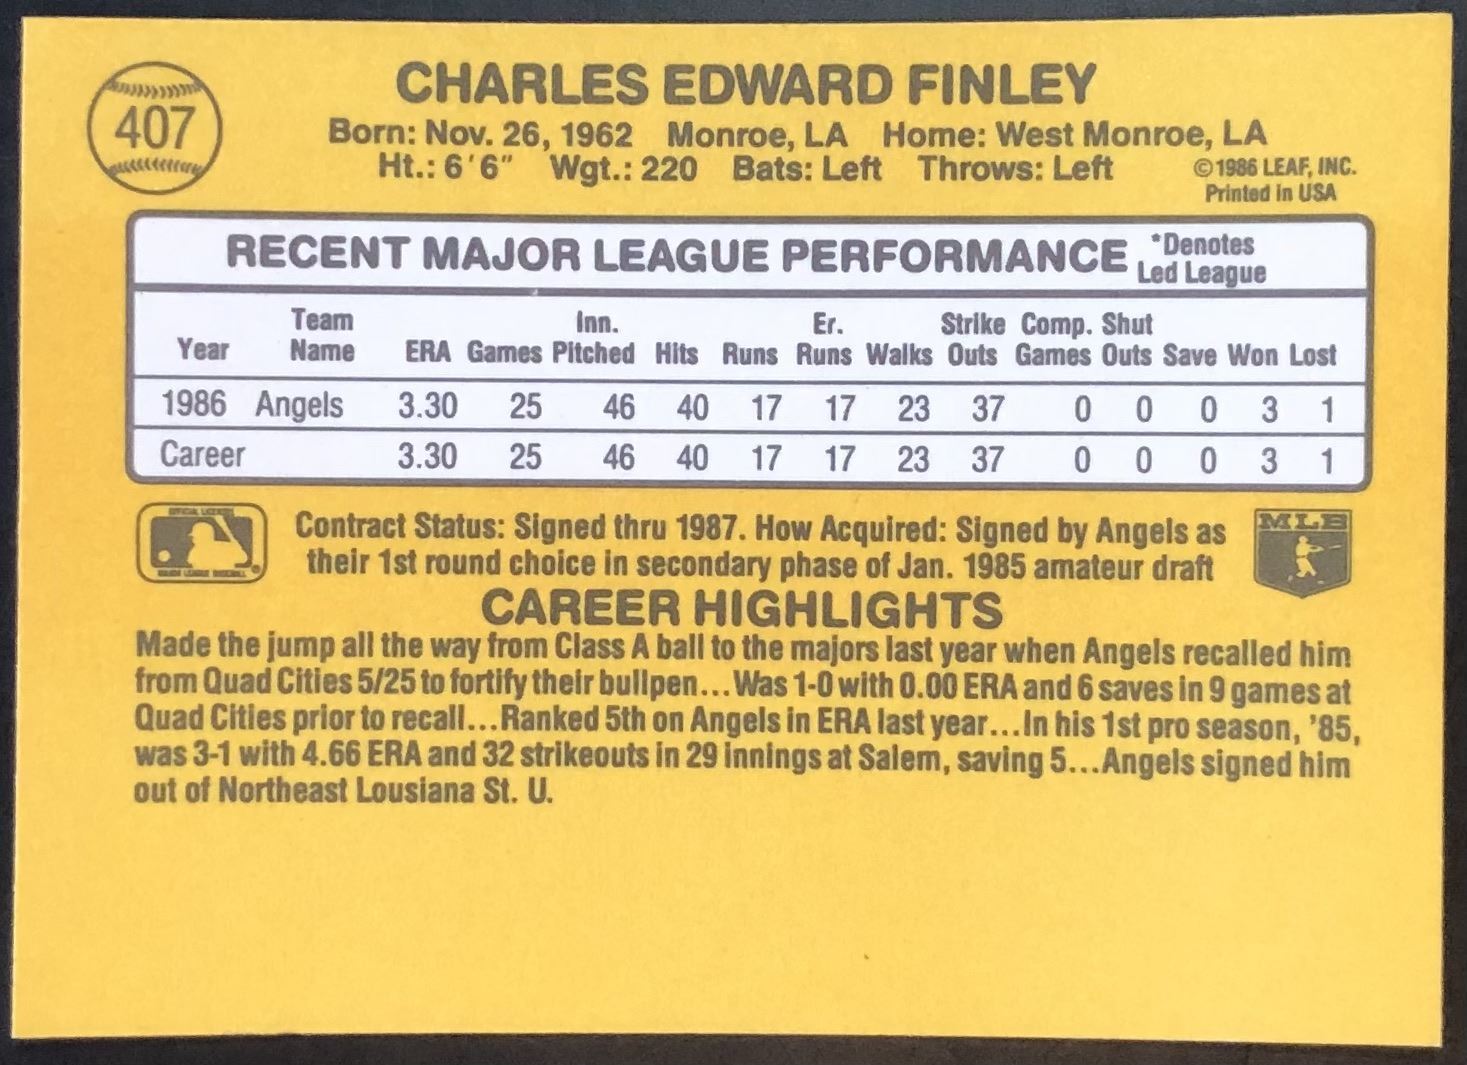 407
CHARLES EDWARD FINLEY
Born: Nov. 26, 1962 Monroe, LA Home: West Monroe, LA
Ht.: 6'6" Wgt.: 220 Bats: Left Throws: Left
©1986 LEAF, INC.
Printed in USA
RECENT MAJOR LEAGUE PERFORMANCE *Denotes
Led League
Team Inn. Er. Strike Comp. Shut
Year Name ERA Games Pitched Hits Runs Runs Walks Outs Games Outs Save Won Lost
1986 Angels 3.30 25 46 40 17 17 23 37 0 0 0 3 1
Career 3.30 25 46 40 17 17 23 37 0 0 0 3 1
Contract Status: Signed thru 1987. How Acquired: Signed by Angels as
their 1st round choice in secondary phase of Jan. 1985 amateur draft
MLB
CAREER HIGHLIGHTS
Made the jump all the way from Class A ball to the majors last year when Angels recalled him
from Quad Cities 5/25 to fortify their bullpen...Was 1-0 with 0.00 ERA and 6 saves in 9 games at
Quad Cities prior to recall...Ranked 5th on Angels in ERA last year...In his 1st pro season, '85,
was 3-1 with 4.66 ERA and 32 strikeouts in 29 innings at Salem, saving 5...Angels signed him
out of Northeast Lousiana St. U.